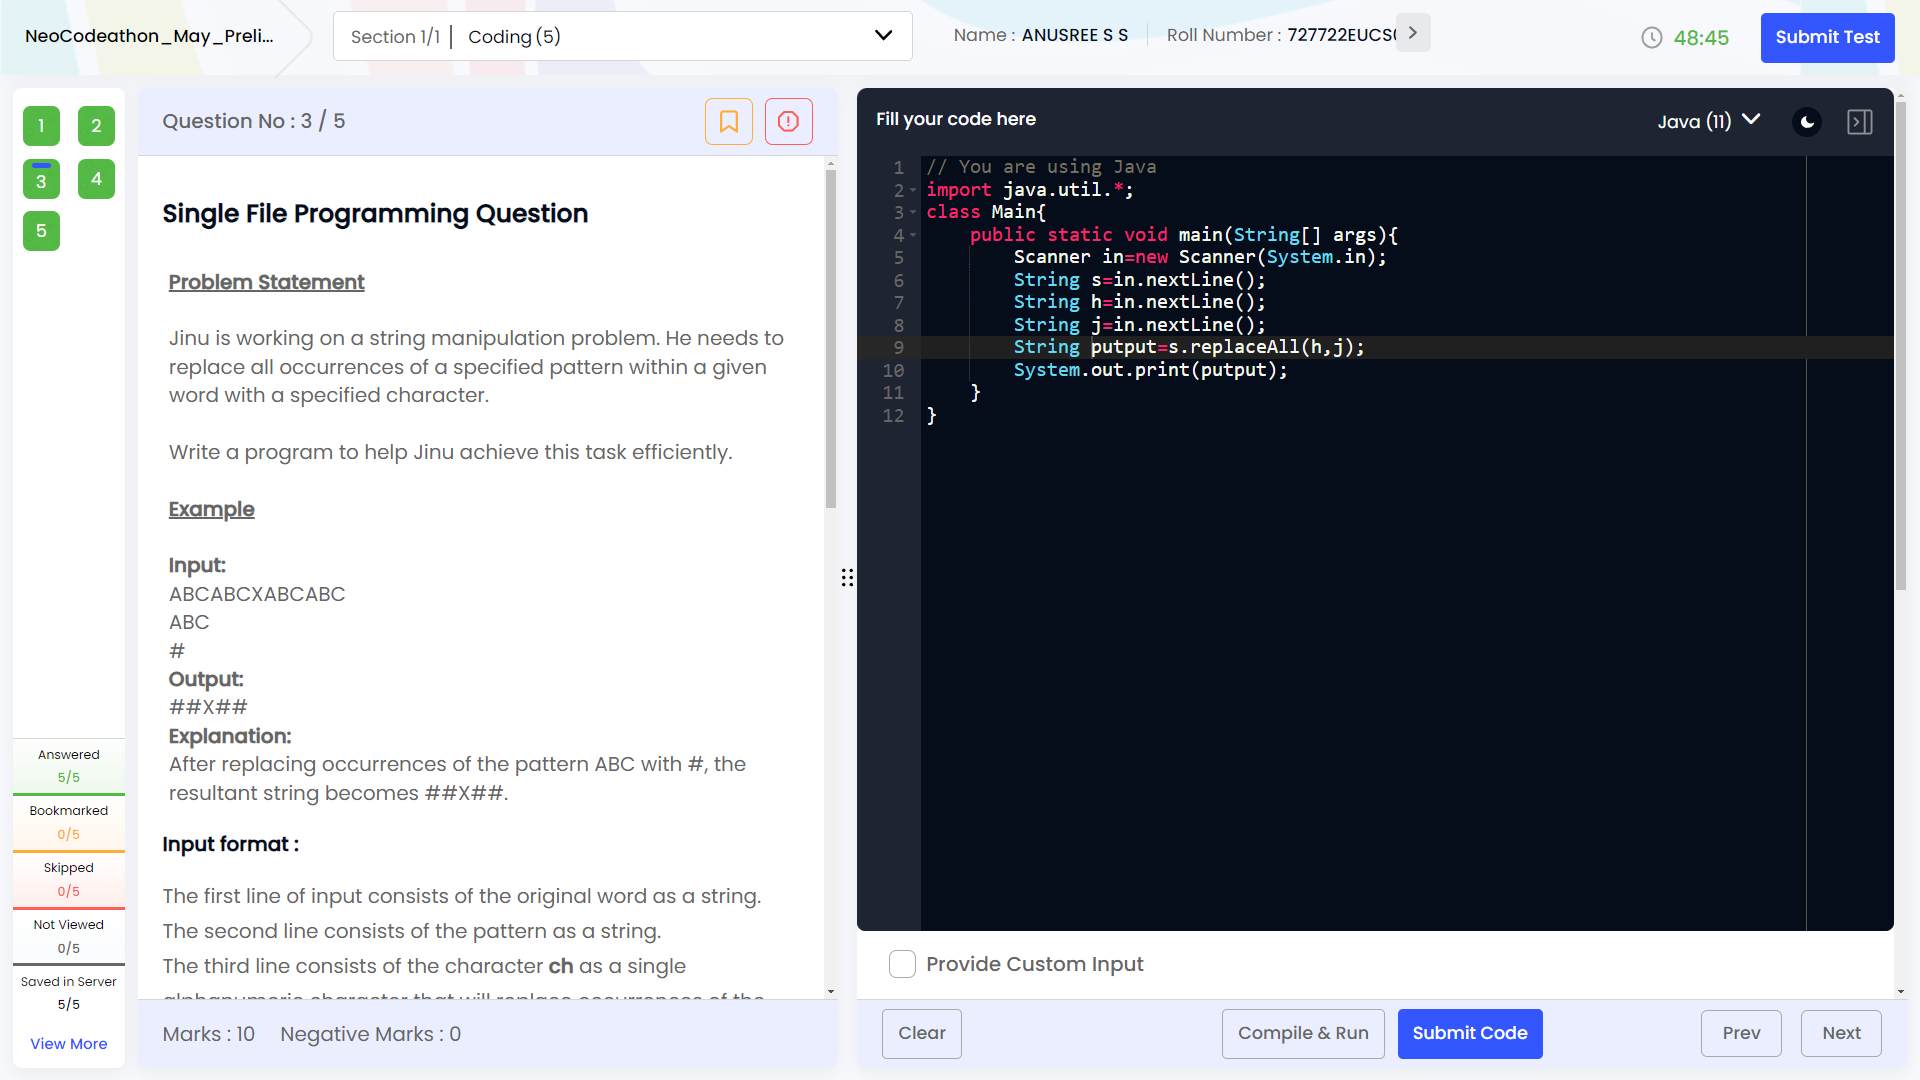 NeoCodeathon_May_Preli...
Section 1/1 | Coding (5)
Name : ANUSREE S S
Roll Number : 727722EUCS
48:45
Submit Test
1 2
3 4
5
Question No : 3 / 5
Single File Programming Question
Problem Statement
Jinu is working on a string manipulation problem. He needs to
replace all occurrences of a specified pattern within a given
word with a specified character.
Write a program to help Jinu achieve this task efficiently.
Example
Input:
ABCABCXABCABC
ABC
#
Output:
##X##
Explanation:
After replacing occurrences of the pattern ABC with #, the
resultant string becomes ##X##.
Input format :
The first line of input consists of the original word as a string.
The second line consists of the pattern as a string.
The third line consists of the character ch as a single
alphanumeric character that will replace occurrences of the
Marks : 10 Negative Marks : 0
Answered
5/5
Bookmarked
0/5
Skipped
0/5
Not Viewed
0/5
Saved in Server
5/5
View More
Fill your code here
Java (11)
1 // You are using Java
2 import java.util.*;
3 class Main{
4 public static void main(String[] args){
5 Scanner in=new Scanner(System.in);
6 String s=in.nextLine();
7 String h=in.nextLine();
8 String j=in.nextLine();
9 String putput=s.replaceAll(h,j);
10 System.out.print(putput);
11 }
12 }
Provide Custom Input
Clear
Compile & Run
Submit Code
Prev
Next